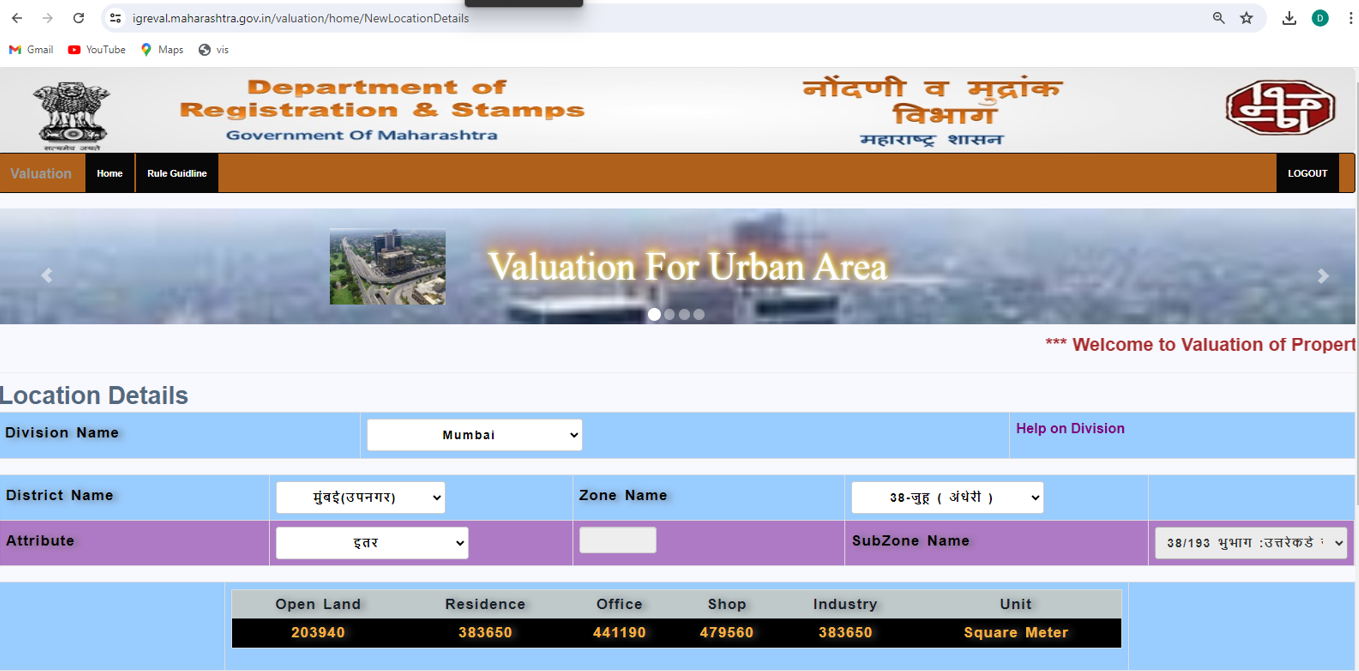 igreval.maharashtra.gov.in/valuation/home/NewLocationDetails
D
Gmail YouTube Maps vis
Department of
Registration & Stamps
Government Of Maharashtra
सत्यमेव जयते
नोंदणी व मुद्रांक
विभाग
महाराष्ट्र शासन
Valuation Home Rule Guidline LOGOUT
Valuation For Urban Area
*** Welcome to Valuation of Propert
Location Details
Division Name Mumbai Help on Division
District Name मुंबई(उपनगर) Zone Name 38-जुहू ( अंधेरी )
Attribute इतर SubZone Name 38/193 भुभाग :उत्तरेकडे
Open Land Residence Office Shop Industry Unit
203940 383650 441190 479560 383650 Square Meter